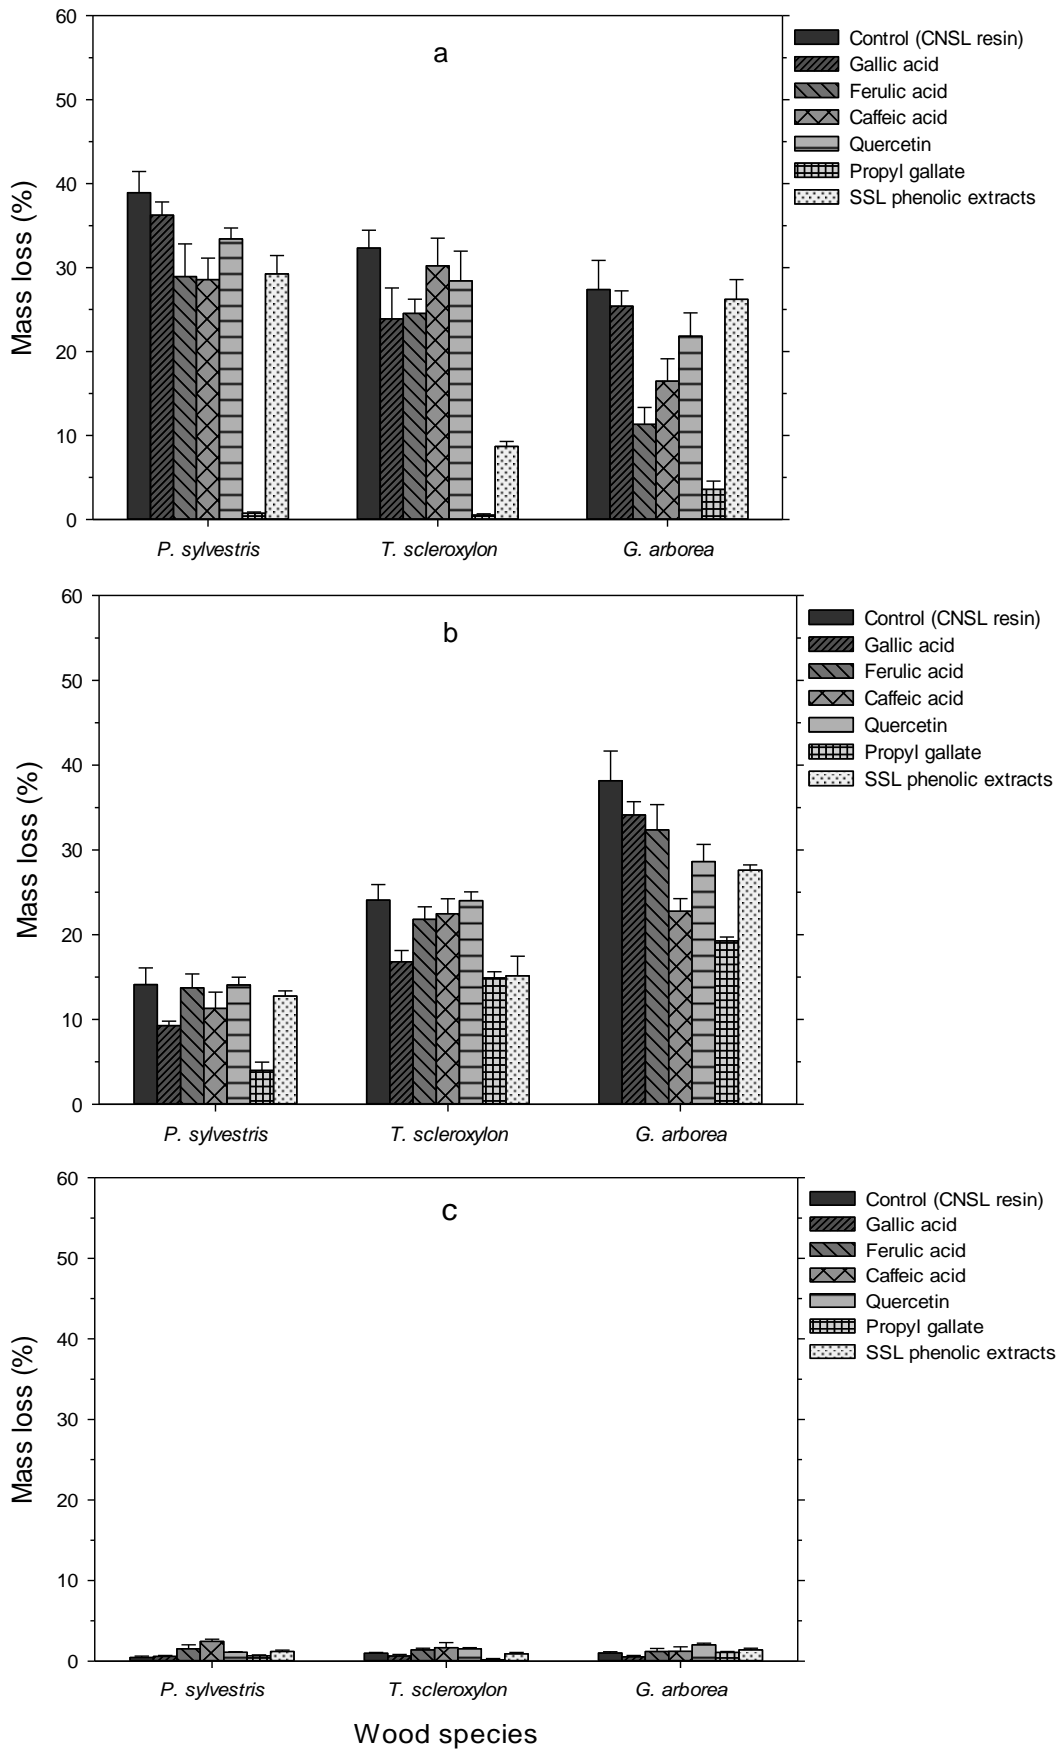 60
50
40
30
20
10
0
Mass loss (%)
a
Control (CNSL resin)
Gallic acid
Ferulic acid
Caffeic acid
Quercetin
Propyl gallate
SSL phenolic extracts
P. sylvestris
T. scleroxylon
G. arborea
60
50
40
30
20
10
0
Mass loss (%)
b
Control (CNSL resin)
Gallic acid
Ferulic acid
Caffeic acid
Quercetin
Propyl gallate
SSL phenolic extracts
P. sylvestris
T. scleroxylon
G. arborea
60
50
40
30
20
10
0
Mass loss (%)
c
Control (CNSL resin)
Gallic acid
Ferulic acid
Caffeic acid
Quercetin
Propyl gallate
SSL phenolic extracts
P. sylvestris
T. scleroxylon
G. arborea
Wood species